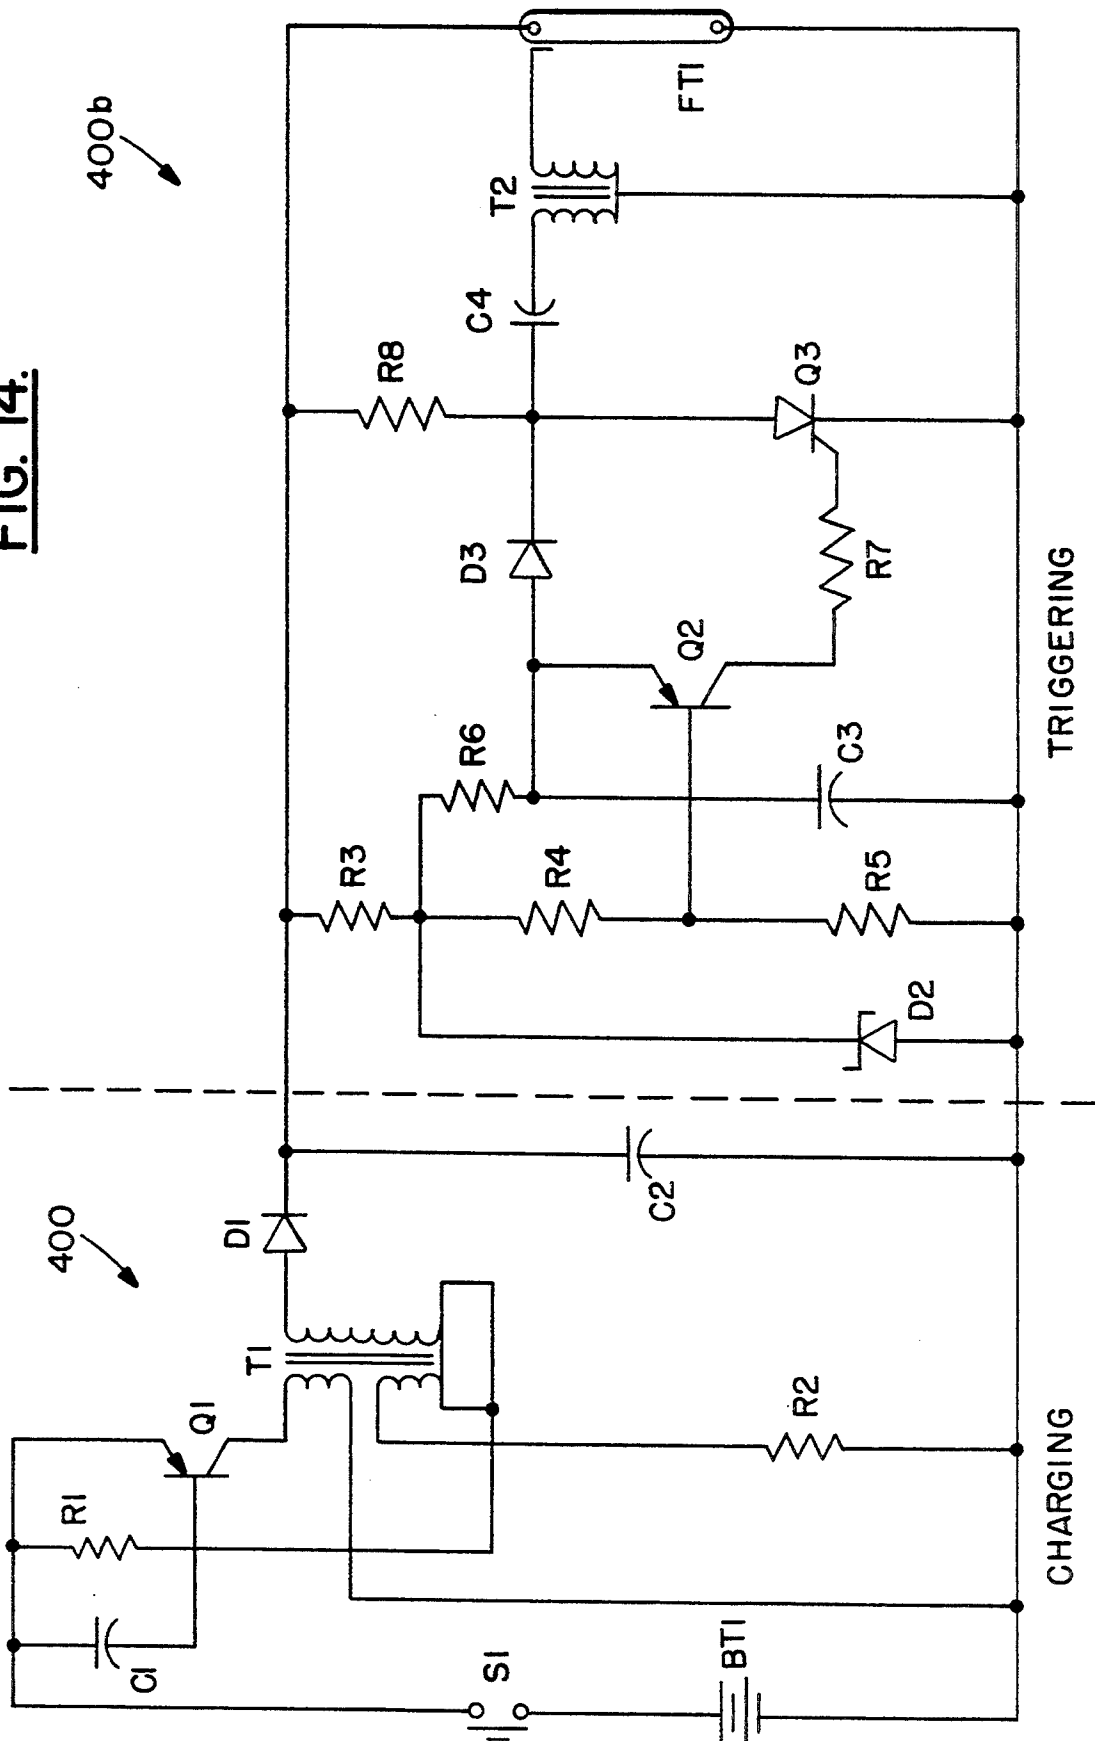 FIG. 14.
400
400b
C1
R1
Q1
T1
D1
S1
BT1
R2
C2
D2
R3
R4
R5
R6
C3
Q2
D3
R7
R8
Q3
C4
T2
FT1
CHARGING
TRIGGERING